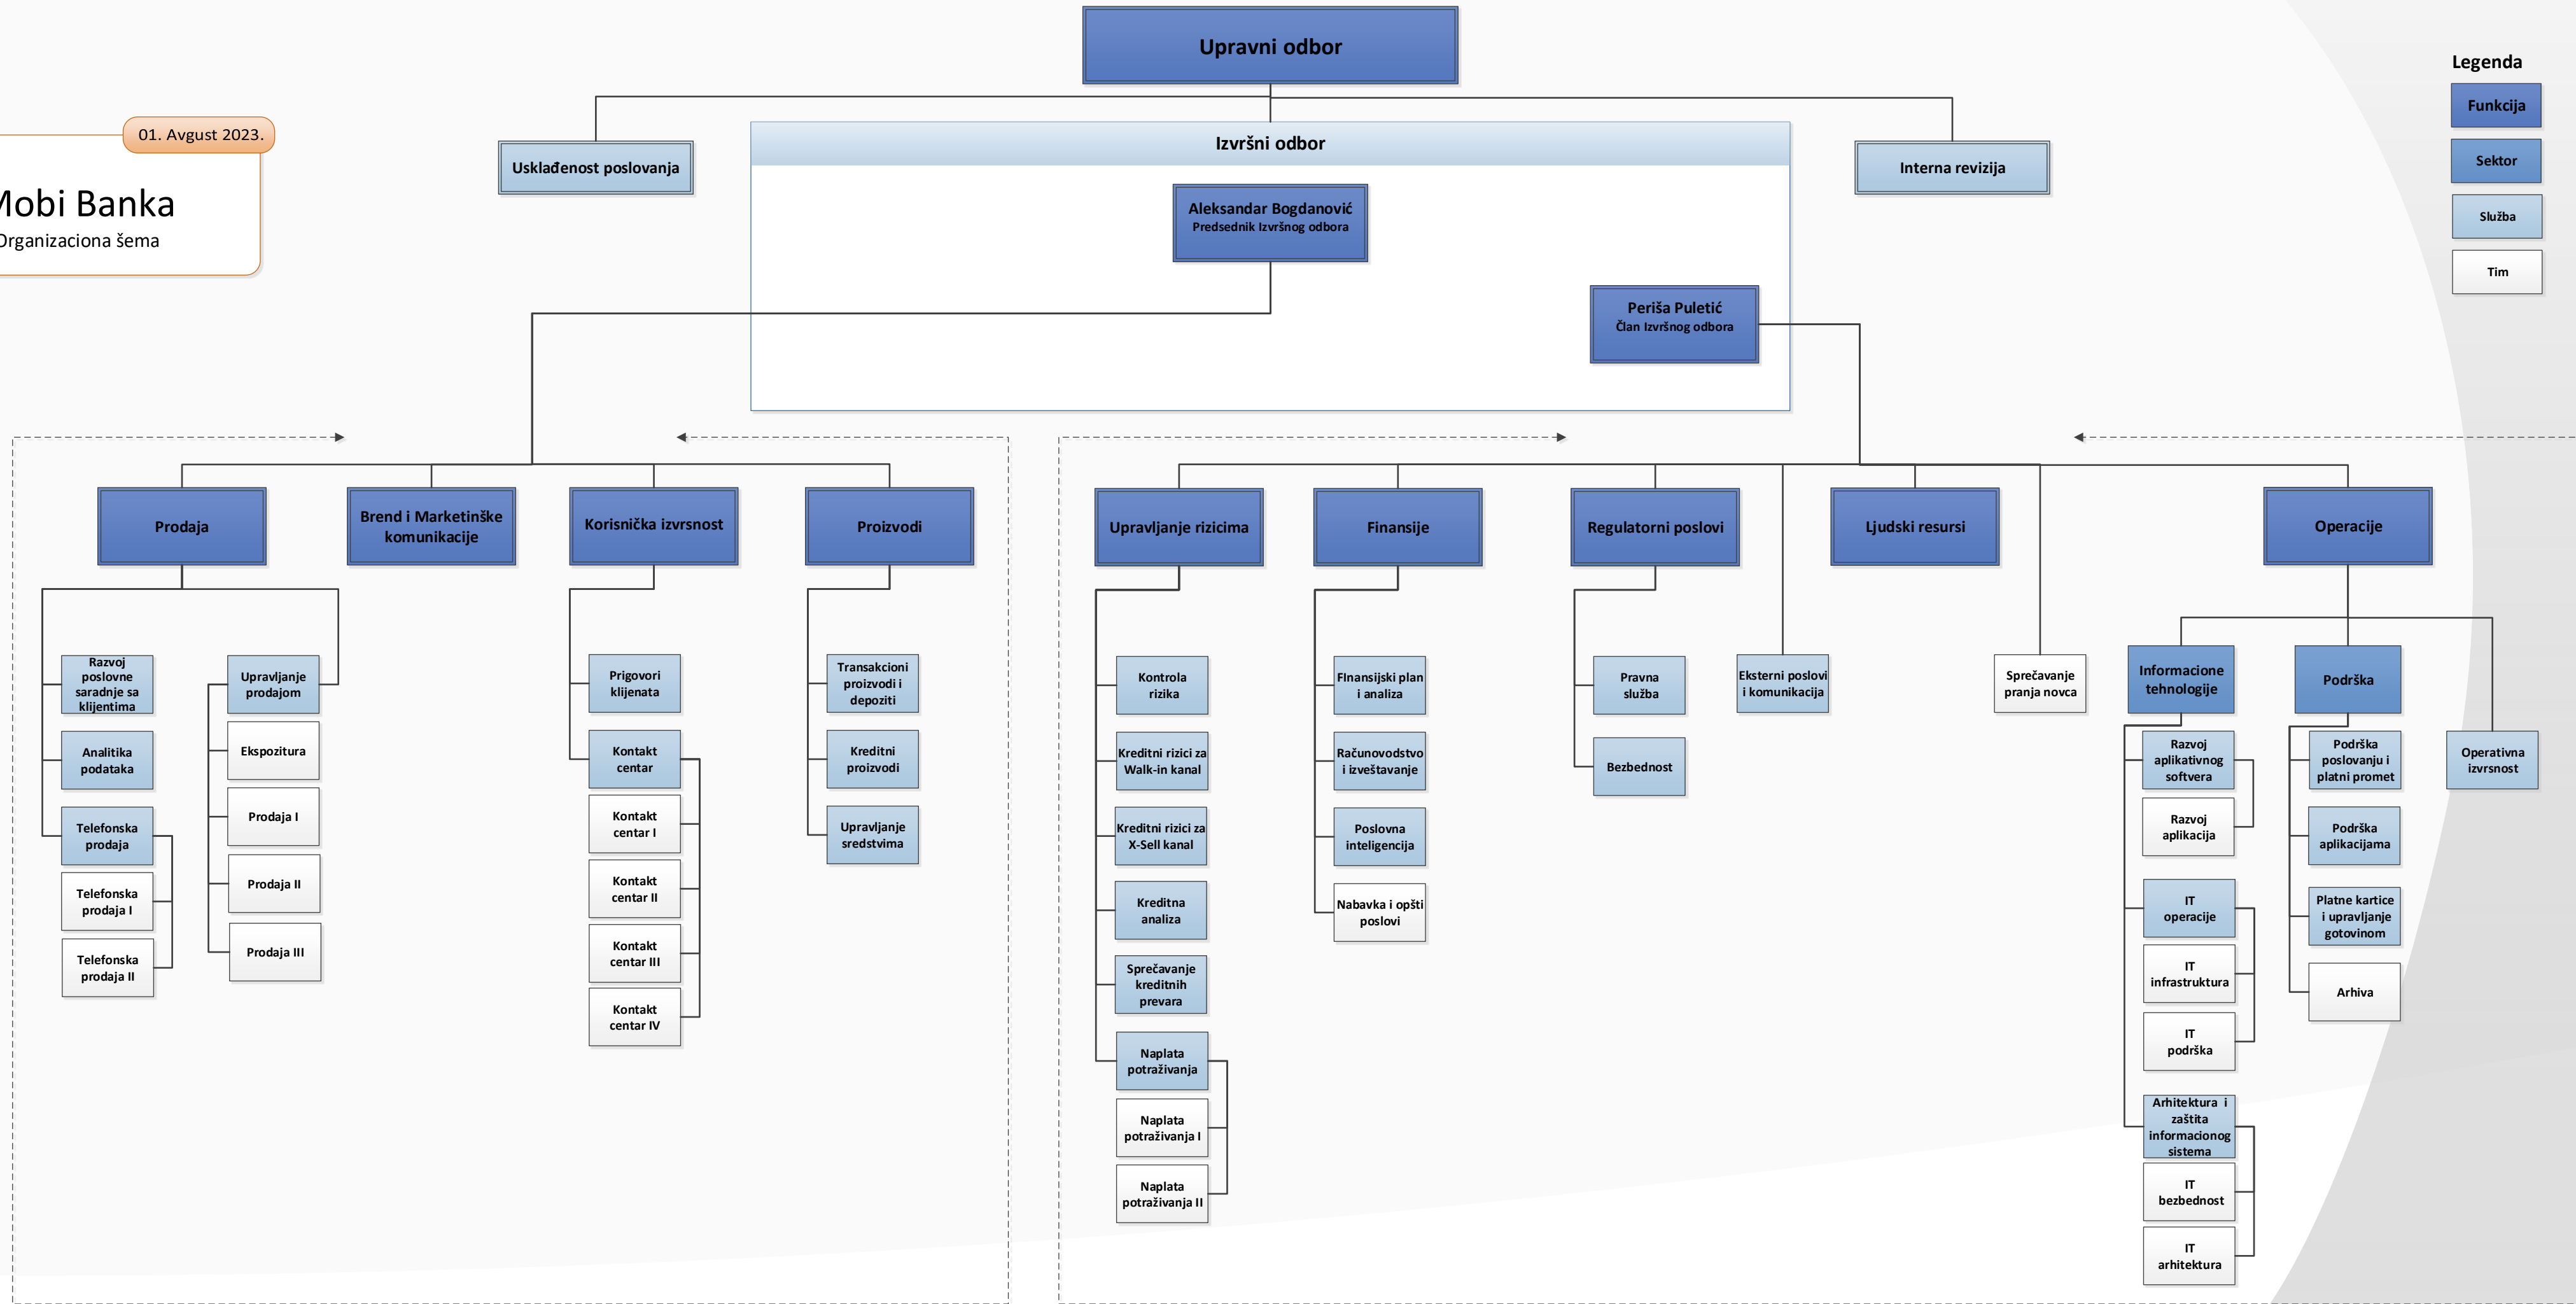 Upravni odbor
Legenda
Funkcija
Sektor
Služba
Tim
01. Avgust 2023.
Mobi Banka
Organizaciona šema
Usklađenost poslovanja
Izvršni odbor
Interna revizija
Aleksandar Bogdanović
Predsednik Izvršnog odbora
Periša Puletić
Član Izvršnog odbora
Prodaja
Brend i Marketinške
komunikacije
Korisnička izvrsnost
Proizvodi
Upravljanje rizicima
Finansije
Regulatorni poslovi
Ljudski resursi
Operacije
Razvoj
poslovne
saradnje sa
klijentima
Analitika
podataka
Telefonska
prodaja
Telefonska
prodaja I
Telefonska
prodaja II
Upravljanje
prodajom
Ekspozitura
Prodaja I
Prodaja II
Prodaja III
Prigovori
klijenata
Kontakt
centar
Kontakt
centar I
Kontakt
centar II
Kontakt
centar III
Kontakt
centar IV
Transakcioni
proizvodi i
depoziti
Kreditni
proizvodi
Upravljanje
sredstvima
Kontrola
rizika
Kreditni rizici za
Walk-in kanal
Kreditni rizici za
X-Sell kanal
Kreditna
analiza
Sprečavanje
kreditnih
prevara
Naplata
potraživanja
Naplata
potraživanja I
Naplata
potraživanja II
FInansijski plan
i analiza
Računovodstvo
i izveštavanje
Poslovna
inteligencija
Nabavka i opšti
poslovi
Pravna
služba
Bezbednost
Eksterni poslovi
i komunikacija
Sprečavanje
pranja novca
Informacione
tehnologije
Razvoj
aplikativnog
softvera
Razvoj
aplikacija
IT
operacije
IT
infrastruktura
IT
podrška
Arhitektura i
zaštita
informacionog
sistema
IT
bezbednost
IT
arhitektura
Podrška
Podrška
poslovanju i
platni promet
Podrška
aplikacijama
Platne kartice
i upravljanje
gotovinom
Arhiva
Operativna
izvrsnost